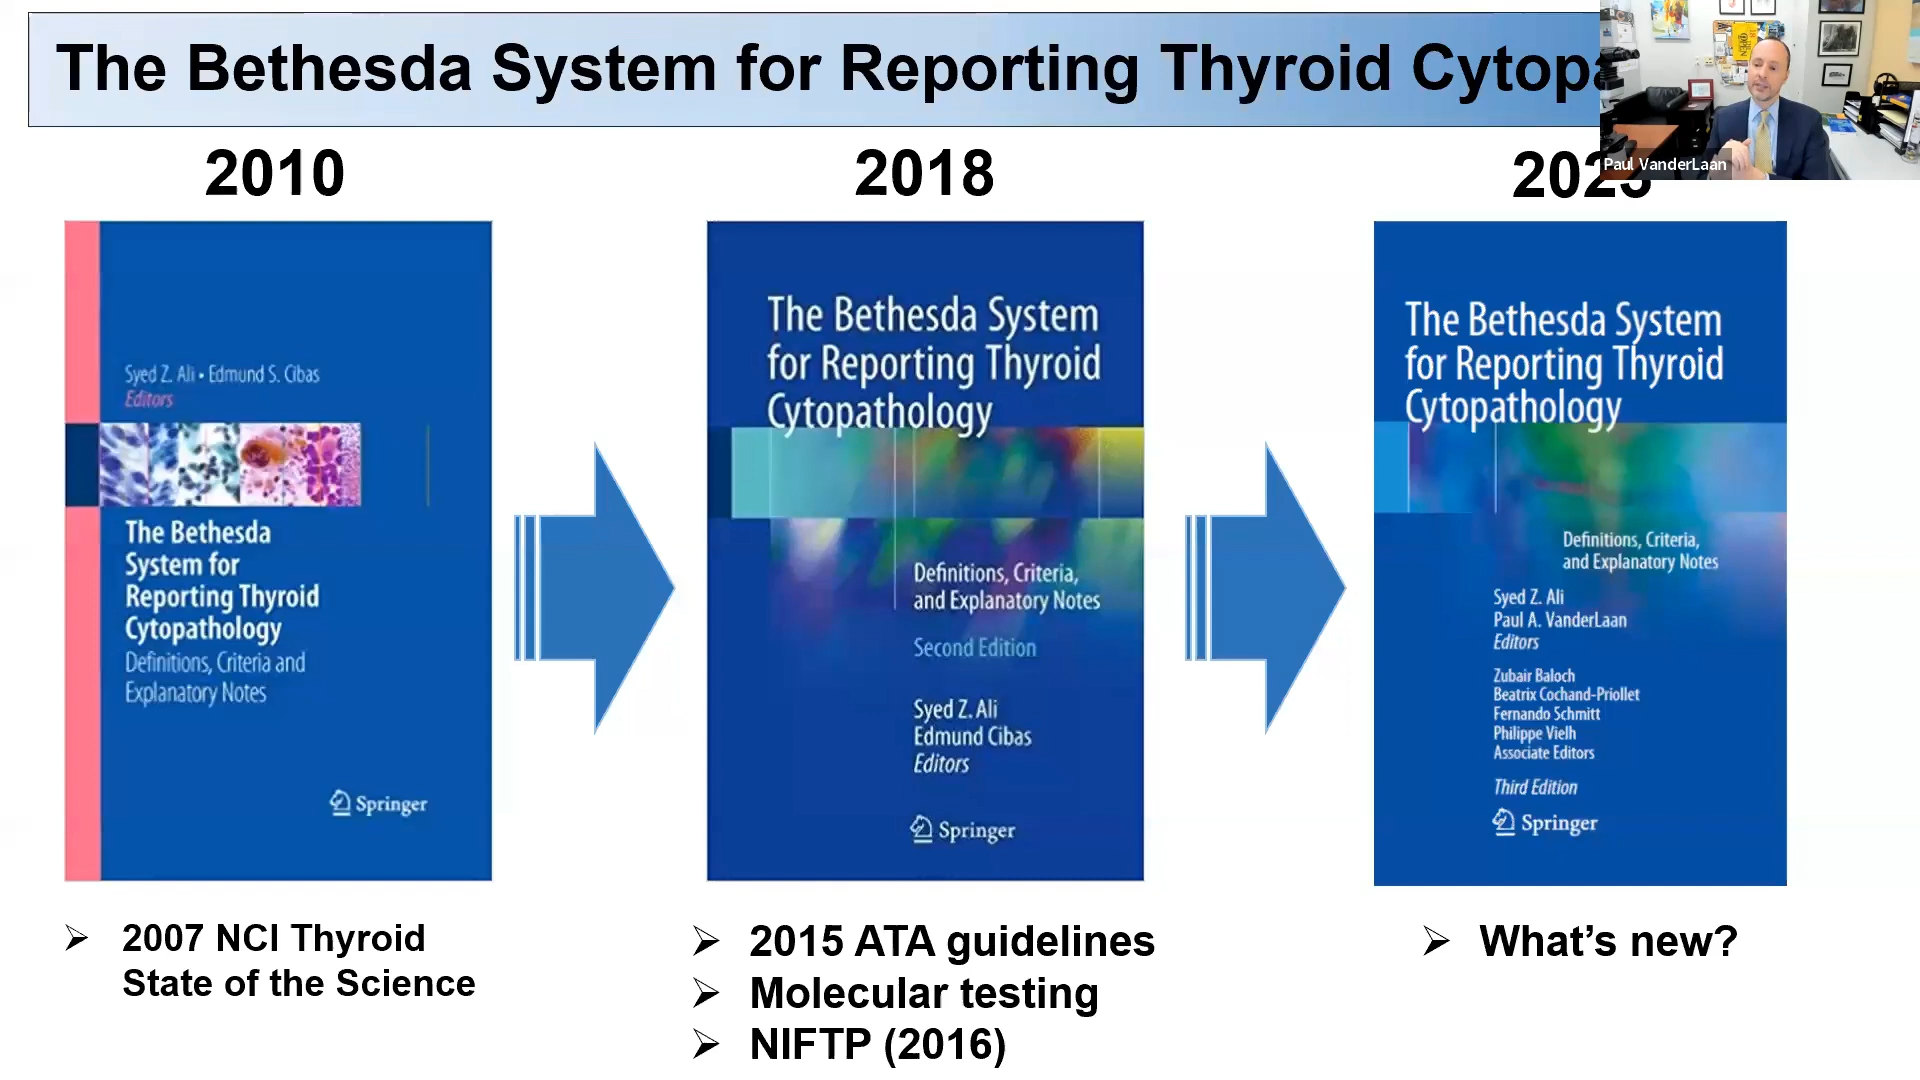 The Bethesda System for Reporting Thyroid Cytopa
Paul VanderLaan
2010
2018
2023
Syed Z. Ali • Edmund S. Cibas
Editors
The Bethesda
System for
Reporting Thyroid
Cytopathology
Definitions, Criteria and
Explanatory Notes
Springer
The Bethesda System
for Reporting Thyroid
Cytopathology
Definitions, Criteria,
and Explanatory Notes
Second Edition
Syed Z. Ali
Edmund Cibas
Editors
Springer
The Bethesda System
for Reporting Thyroid
Cytopathology
Definitions, Criteria,
and Explanatory Notes
Syed Z. Ali
Paul A. VanderLaan
Editors
Zubair Baloch
Beatrix Cochand-Priollet
Fernando Schmitt
Philippe Vielh
Associate Editors
Third Edition
Springer
➢ 2007 NCI Thyroid
State of the Science
➢ 2015 ATA guidelines
➢ Molecular testing
➢ NIFTP (2016)
➢ What’s new?